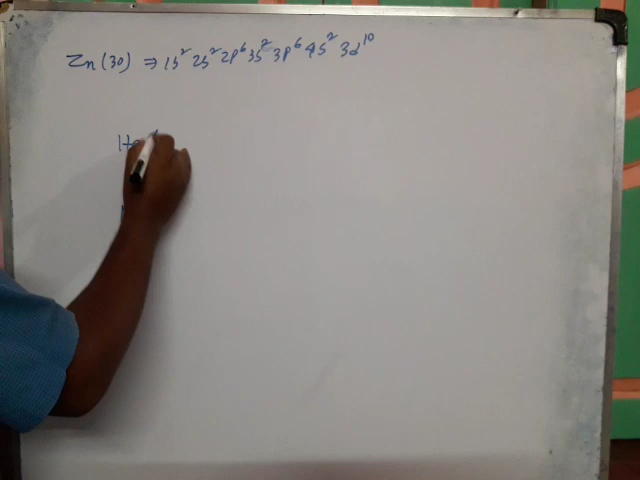 Zn (30) ⇒ 1s² 2s² 2p⁶ 3s² 3p⁶ 4s² 3d¹⁰